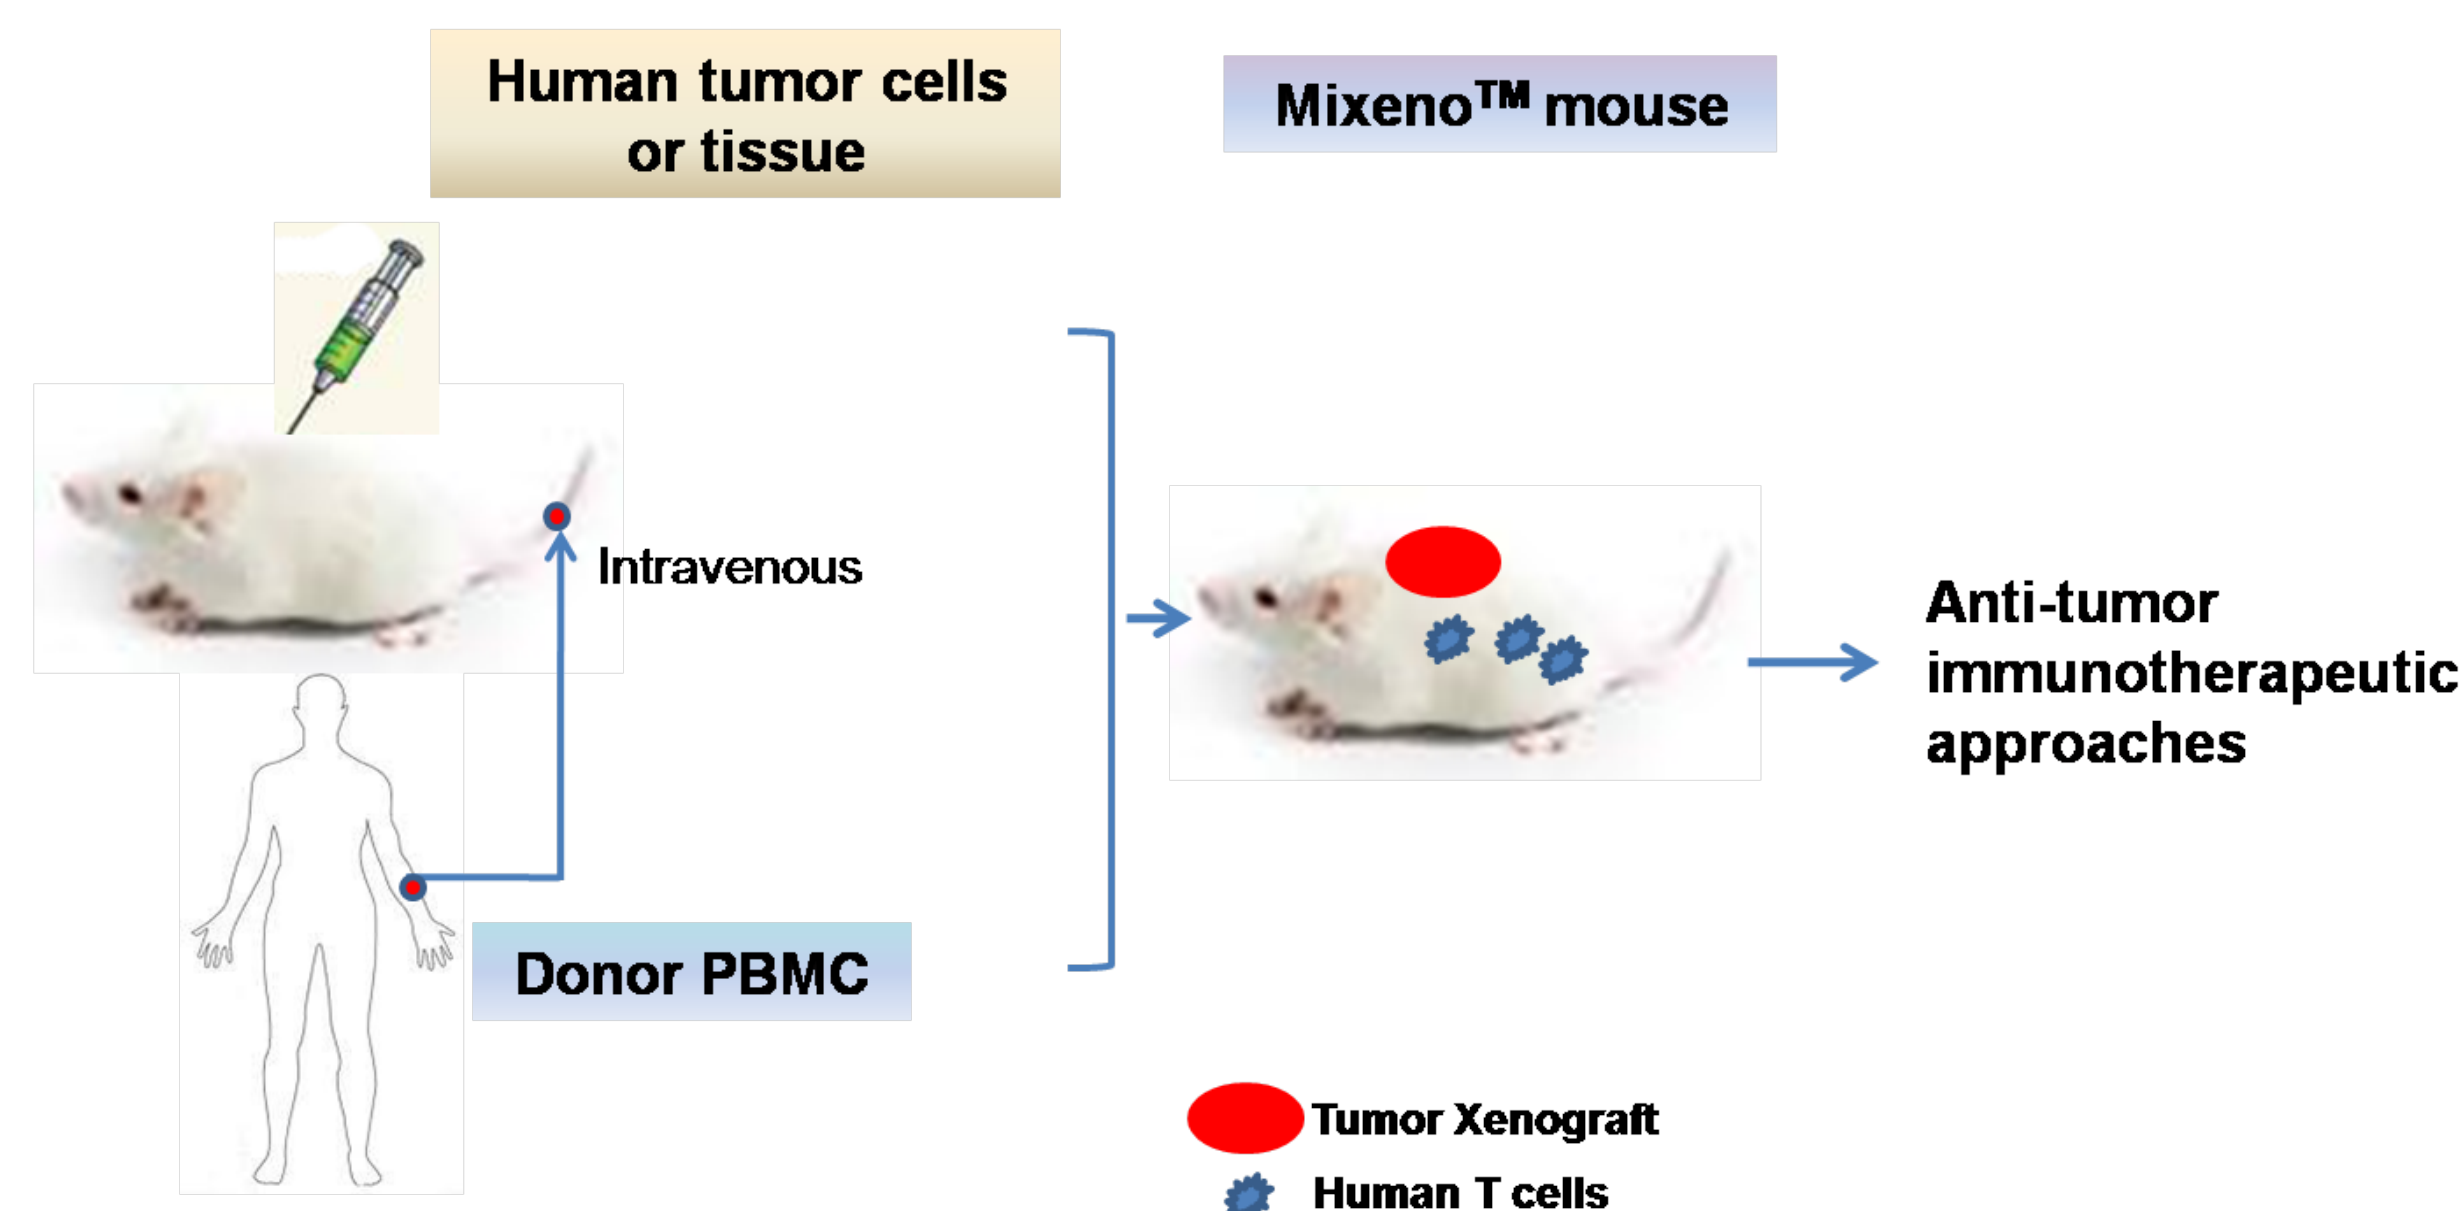 Human tumor cells
or tissue
Mixeno™ mouse
Intravenous
Anti-tumor
immunotherapeutic
approaches
Donor PBMC
Tumor Xenograft
Human T cells